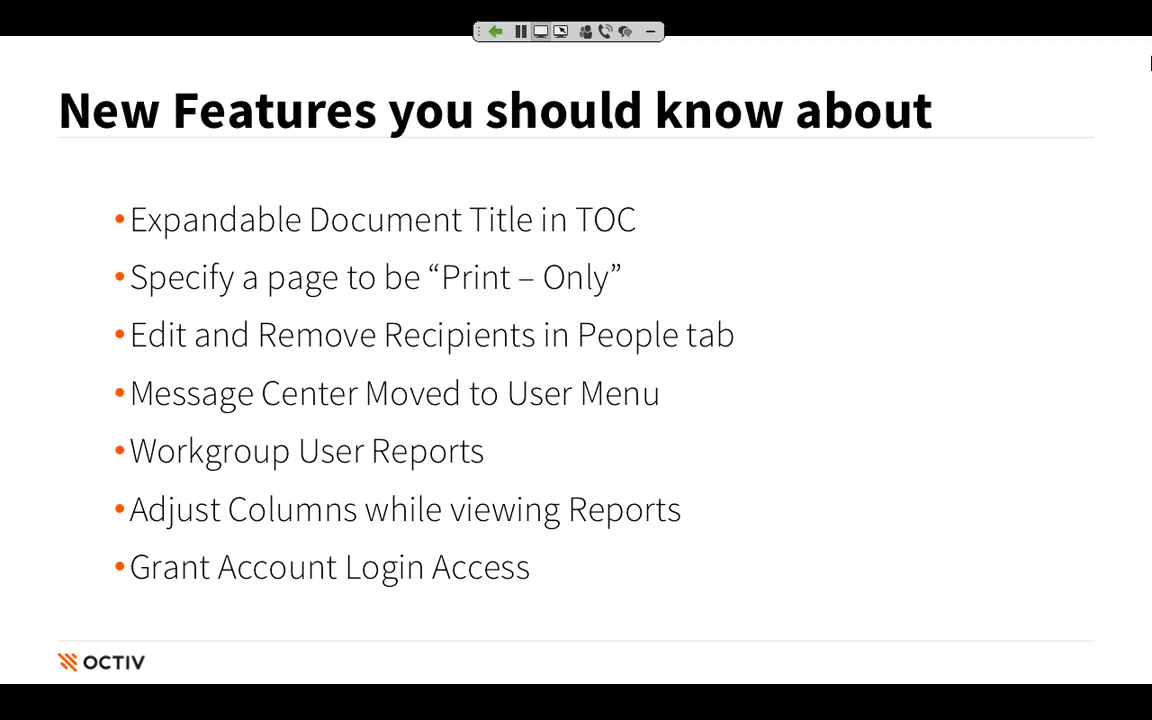 New Features you should know about
•Expandable Document Title in TOC
•Specify a page to be “Print – Only”
•Edit and Remove Recipients in People tab
•Message Center Moved to User Menu
•Workgroup User Reports
•Adjust Columns while viewing Reports
•Grant Account Login Access
OCTIV